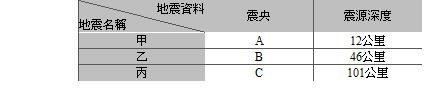 地震資料 震央 震源深度
地震名稱
甲 A 12公里
乙 B 46公里
丙 C 101公里